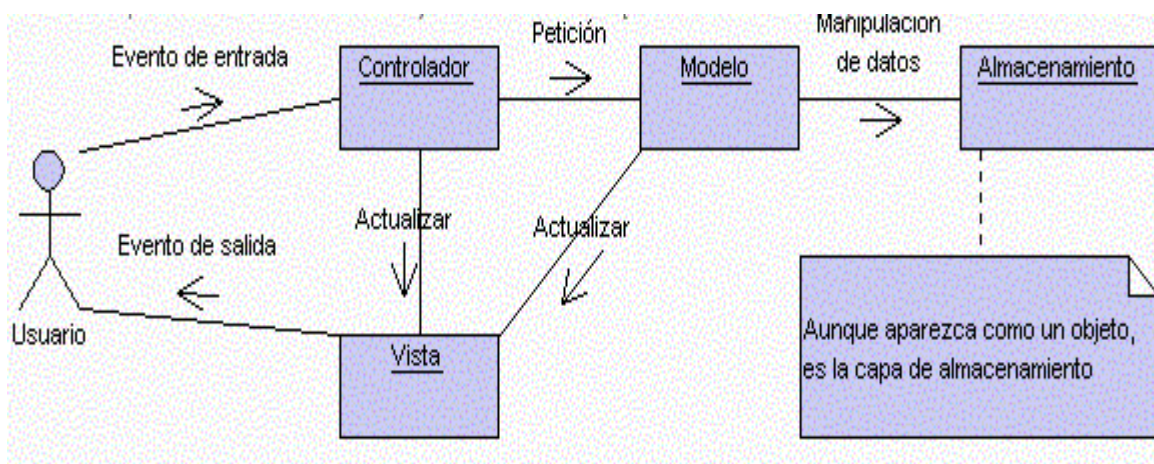 Evento de entrada
Controlador
Petición
Modelo
Manipulacion
de datos
Almacenamiento
Actualizar
Actualizar
Evento de salida
Usuario
Vista
Aunque aparezca como un objeto,
es la capa de almacenamiento